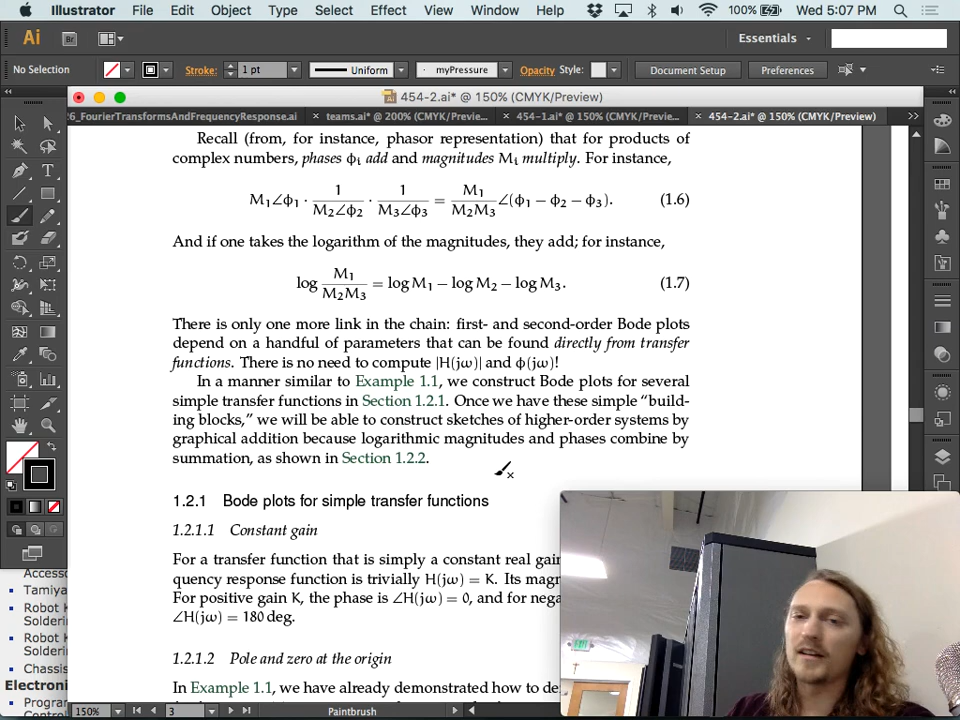 Illustrator File Edit Object Type Select Effect View Window Help 100% Wed 5:07 PM
Ai Br Essentials
No Selection Stroke: 1 pt Uniform myPressure Opacity Style: Document Setup Preferences
454-2.ai* @ 150% (CMYK/Preview)
6_FourierTransformsAndFrequencyResponse.ai × teams.ai* @ 200% (CMYK/Previe... × 454-1.ai* @ 150% (CMYK/Previe... × 454-2.ai* @ 150% (CMYK/Preview)
Recall (from, for instance, phasor representation) that for products of
complex numbers, phases ϕi add and magnitudes Mi multiply. For instance,
M1∠ϕ1 · 1/(M2∠ϕ2) · 1/(M3∠ϕ3) = M1/(M2M3) ∠(ϕ1 − ϕ2 − ϕ3). (1.6)
And if one takes the logarithm of the magnitudes, they add; for instance,
log M1/(M2M3) = log M1 − log M2 − log M3. (1.7)
There is only one more link in the chain: first- and second-order Bode plots
depend on a handful of parameters that can be found directly from transfer
functions. There is no need to compute |H(jω)| and ϕ(jω)!
In a manner similar to Example 1.1, we construct Bode plots for several
simple transfer functions in Section 1.2.1. Once we have these simple “build-
ing blocks,” we will be able to construct sketches of higher-order systems by
graphical addition because logarithmic magnitudes and phases combine by
summation, as shown in Section 1.2.2.
1.2.1 Bode plots for simple transfer functions
1.2.1.1 Constant gain
For a transfer function that is simply a constant real gain
quency response function is trivially H(jω) = K. Its magn
For positive gain K, the phase is ∠H(jω) = 0, and for nega
∠H(jω) = 180 deg.
1.2.1.2 Pole and zero at the origin
In Example 1.1, we have already demonstrated how to de
Accesso
Tamiya
Robot K
Solderin
Robot K
Solderin
Chassis
Electroni
Program
150% 3 Paintbrush